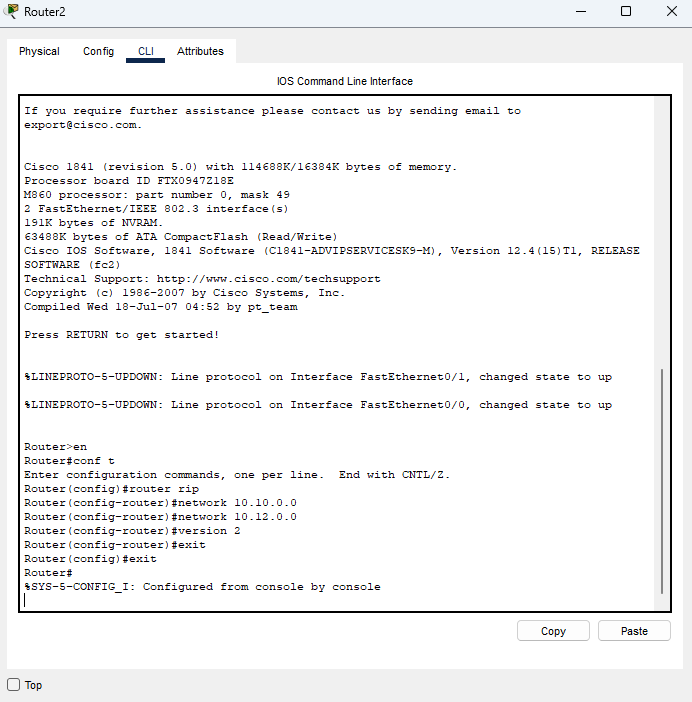 Router2
Physical Config CLI Attributes
IOS Command Line Interface
If you require further assistance please contact us by sending email to
export@cisco.com.
Cisco 1841 (revision 5.0) with 114688K/16384K bytes of memory.
Processor board ID FTX0947Z18E
M860 processor: part number 0, mask 49
2 FastEthernet/IEEE 802.3 interface(s)
191K bytes of NVRAM.
63488K bytes of ATA CompactFlash (Read/Write)
Cisco IOS Software, 1841 Software (C1841-ADVIPSERVICESK9-M), Version 12.4(15)T1, RELEASE
SOFTWARE (fc2)
Technical Support: http://www.cisco.com/techsupport
Copyright (c) 1986-2007 by Cisco Systems, Inc.
Compiled Wed 18-Jul-07 04:52 by pt_team
Press RETURN to get started!
%LINEPROTO-5-UPDOWN: Line protocol on Interface FastEthernet0/1, changed state to up
%LINEPROTO-5-UPDOWN: Line protocol on Interface FastEthernet0/0, changed state to up
Router>en
Router#conf t
Enter configuration commands, one per line.  End with CNTL/Z.
Router(config)#router rip
Router(config-router)#network 10.10.0.0
Router(config-router)#network 10.12.0.0
Router(config-router)#version 2
Router(config-router)#exit
Router(config)#exit
Router#
%SYS-5-CONFIG_I: Configured from console by console
Copy Paste
Top